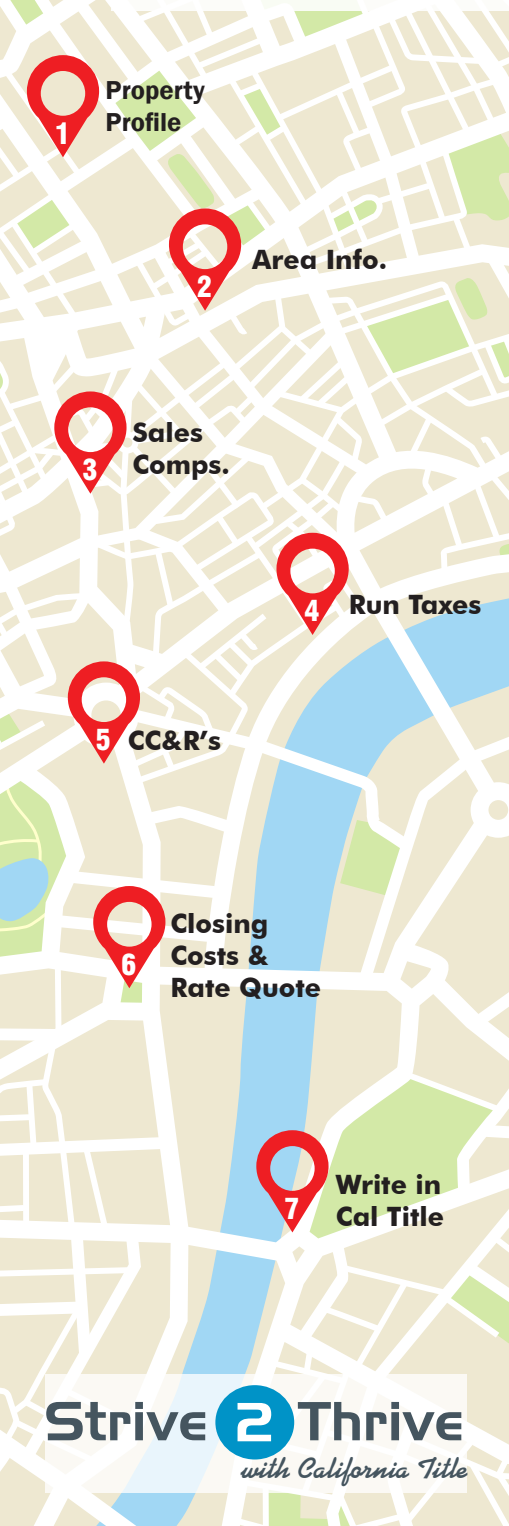 Property
Profile
1
Area Info.
2
Sales
Comps.
3
Run Taxes
4
CC&R’s
5
Closing
Costs &
Rate Quote
6
Write in
Cal Title
7
Strive 2 Thrive
with California Title